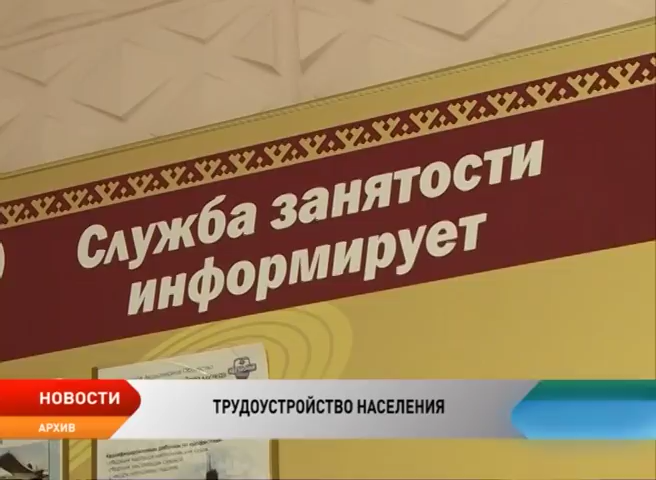 Служба занятости
информирует
НОВОСТИ
ТРУДОУСТРОЙСТВО НАСЕЛЕНИЯ
АРХИВ